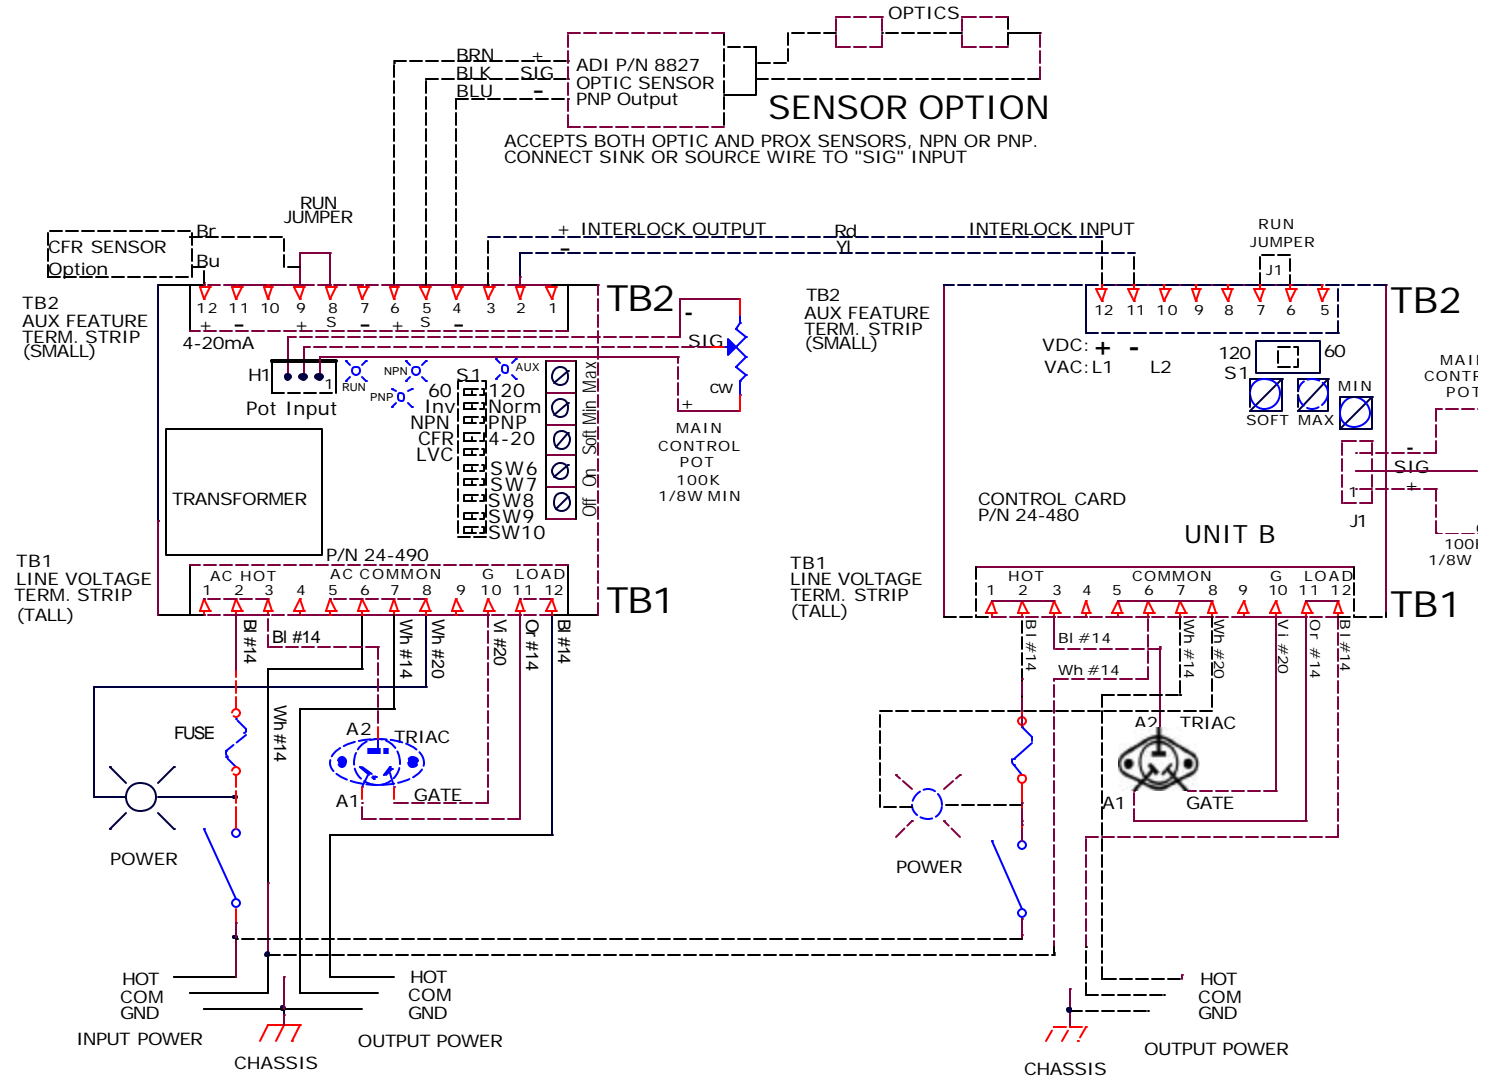 OPTICS
BRN +
BLK SIG
BLU -
ADI P/N 8827
OPTIC SENSOR
PNP Output
SENSOR OPTION
ACCEPTS BOTH OPTIC AND PROX SENSORS, NPN OR PNP.
CONNECT SINK OR SOURCE WIRE TO "SIG" INPUT
RUN
JUMPER
CFR SENSOR
Option
Br
Bu
+ INTERLOCK OUTPUT Rd INTERLOCK INPUT
- Yl
RUN
JUMPER
J1
TB2
AUX FEATURE
TERM. STRIP
(SMALL)
12 11 10 9 8 7 6 5 4 3 2 1
+ - + S - + S -
4-20mA
TB2
- 
SIG
cw
+
MAIN
CONTROL
POT
100K
1/8W MIN
H1
1
Pot Input
RUN
NPN
PNP
AUX
S1
60 120
Inv Norm
NPN PNP
CFR 4-20
LVC
SW6
SW7
SW8
SW9
SW10
Off On Soft Min Max
TRANSFORMER
P/N 24-490
TB1
LINE VOLTAGE
TERM. STRIP
(TALL)
AC HOT AC COMMON G LOAD
1 2 3 4 5 6 7 8 9 10 11 12
TB1
Bl #14
Bl #14
Wh #14
Wh #20
Vi #20
Or #14
Bl #14
Wh #14
FUSE
A2 TRIAC
A1 GATE
POWER
HOT
COM
GND
INPUT POWER
CHASSIS
HOT
COM
GND
OUTPUT POWER
TB2
AUX FEATURE
TERM. STRIP
(SMALL)
12 11 10 9 8 7 6 5
TB2
VDC: + -
VAC: L1 L2
120 60
S1
SOFT MAX MIN
MAI
CONTR
POT
-
SIG
+
1
J1
100K
1/8W
CONTROL CARD
P/N 24-480
UNIT B
TB1
LINE VOLTAGE
TERM. STRIP
(TALL)
HOT COMMON G LOAD
1 2 3 4 5 6 7 8 9 10 11 12
TB1
Bl #14
Bl #14
Wh #14
Wh #14
Wh #20
Vi #20
Or #14
Bl #14
A2 TRIAC
A1 GATE
POWER
HOT
COM
GND
OUTPUT POWER
CHASSIS